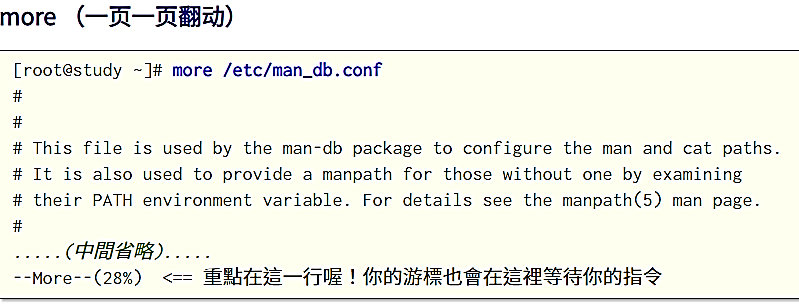 more （一页一页翻动）
[root@study ~]# more /etc/man_db.conf
#
#
# This file is used by the man-db package to configure the man and cat paths.
# It is also used to provide a manpath for those without one by examining
# their PATH environment variable. For details see the manpath(5) man page.
#
.....(中間省略).....
--More--(28%)  <== 重點在這一行喔！你的游標也會在這裡等待你的指令